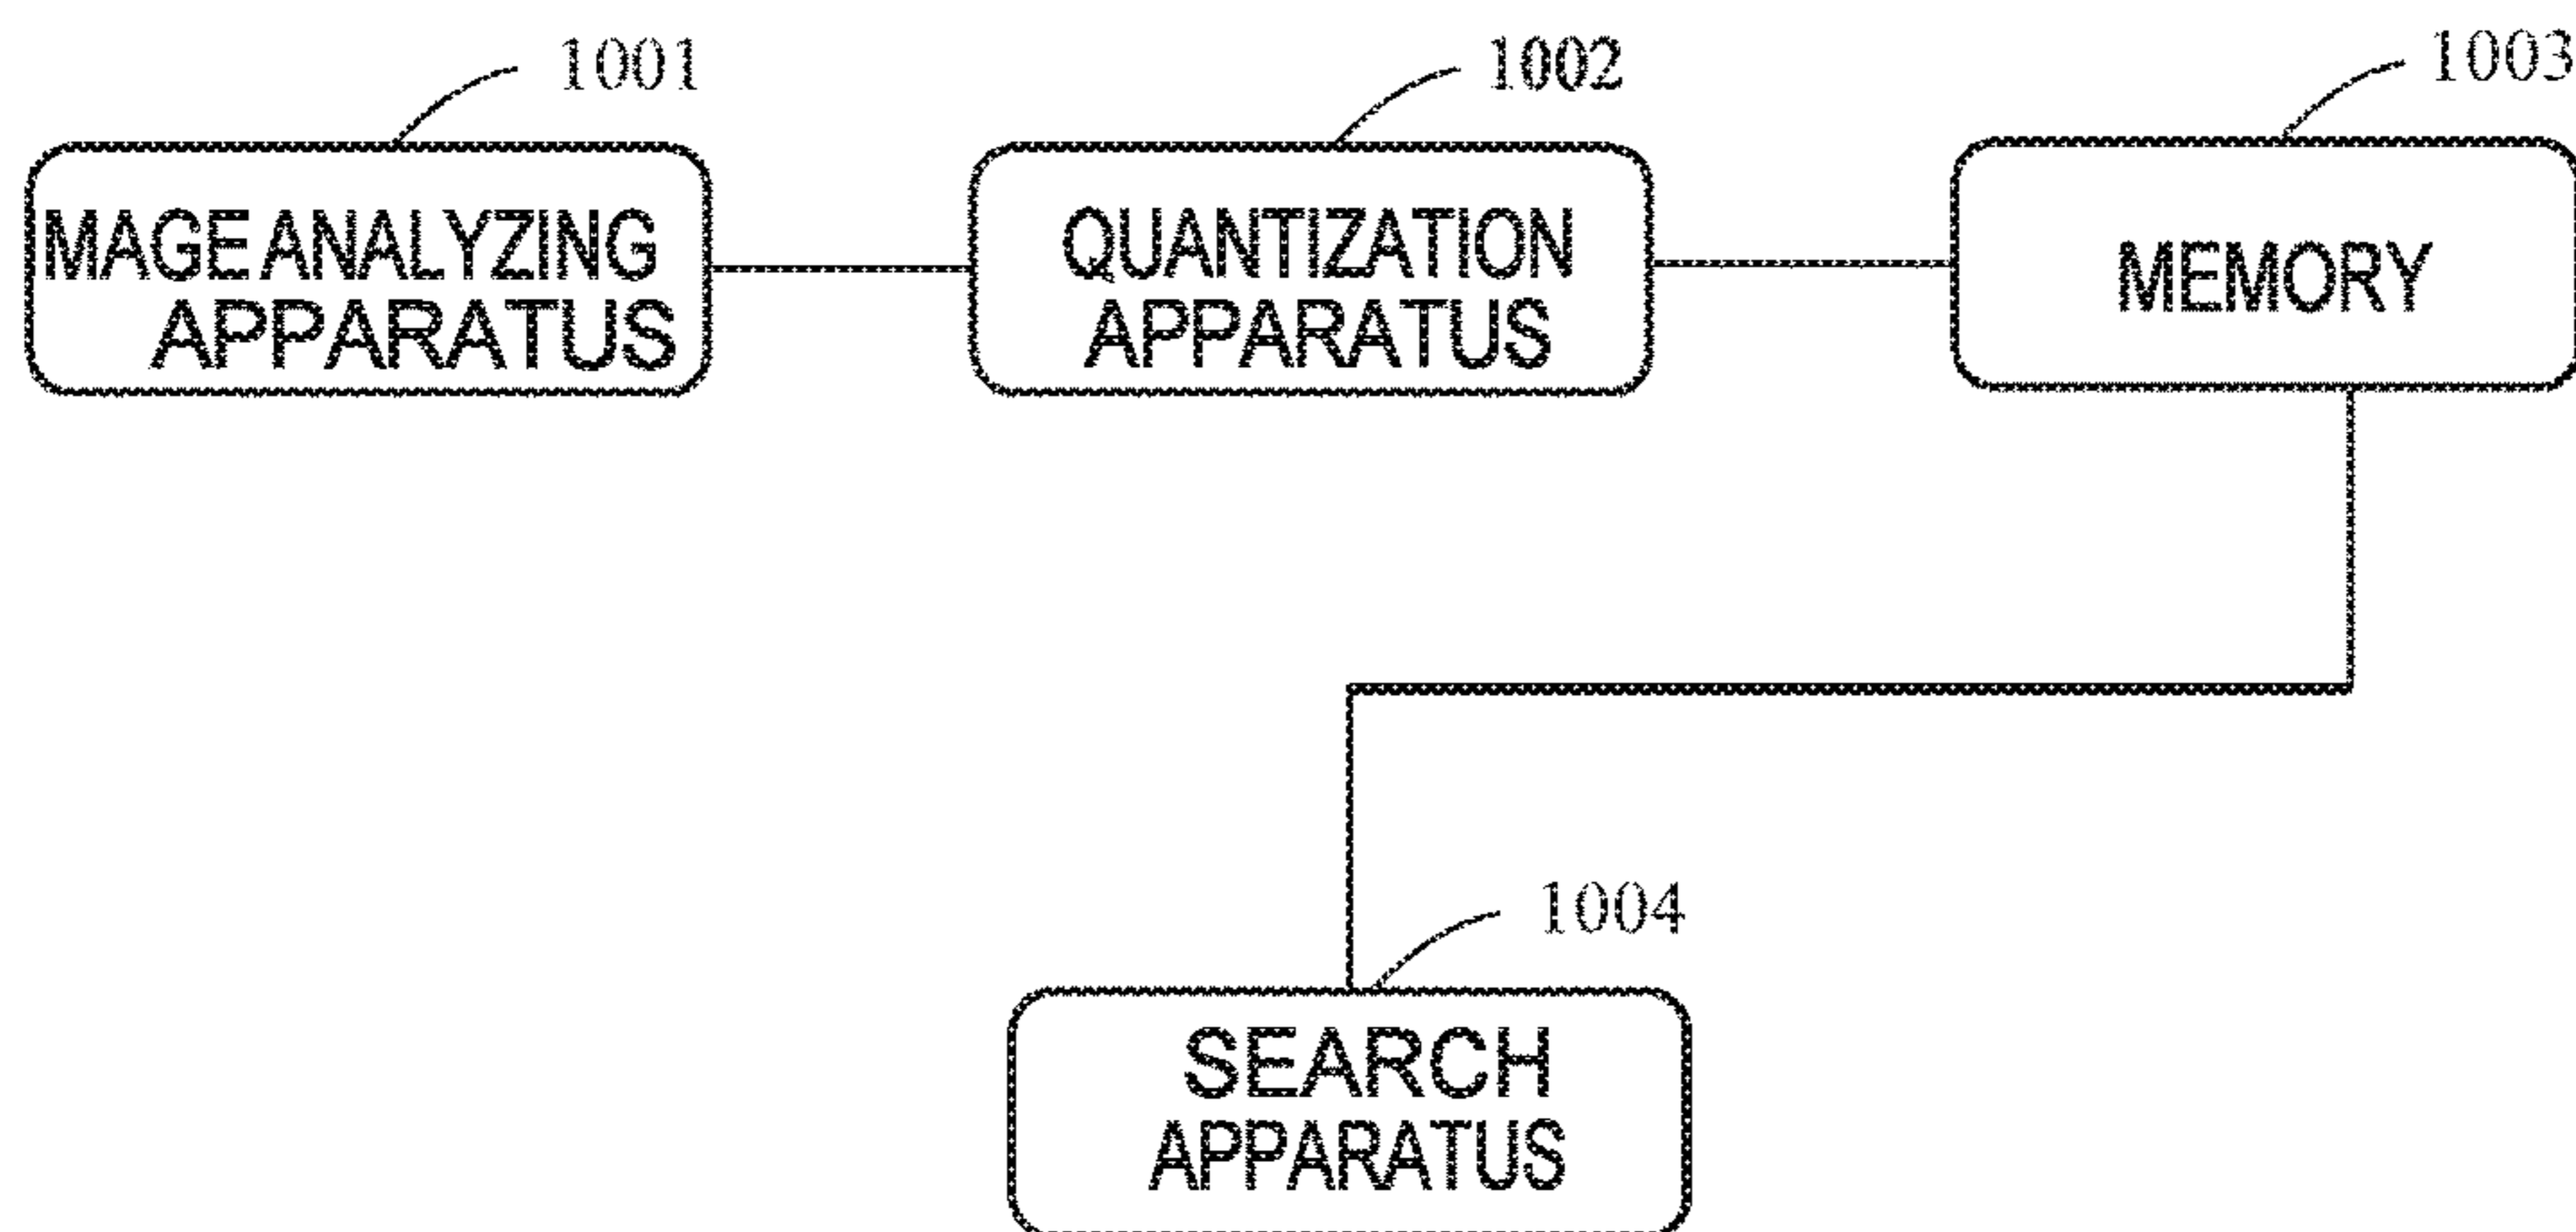 1001
1002
1003
MAGE ANALYZING
APPARATUS
QUANTIZATION
APPARATUS
MEMORY
1004
SEARCH
APPARATUS